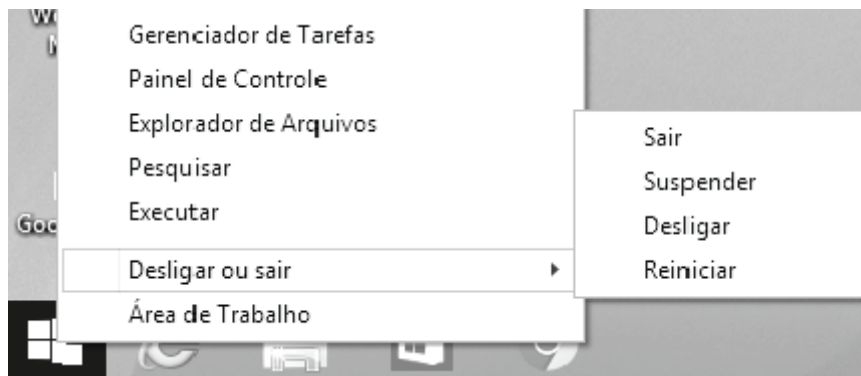 Gerenciador de Tarefas
Painel de Controle
Explorador de Arquivos
Pesquisar
Executar
Desligar ou sair
Área de Trabalho
Sair
Suspender
Desligar
Reiniciar
Goo